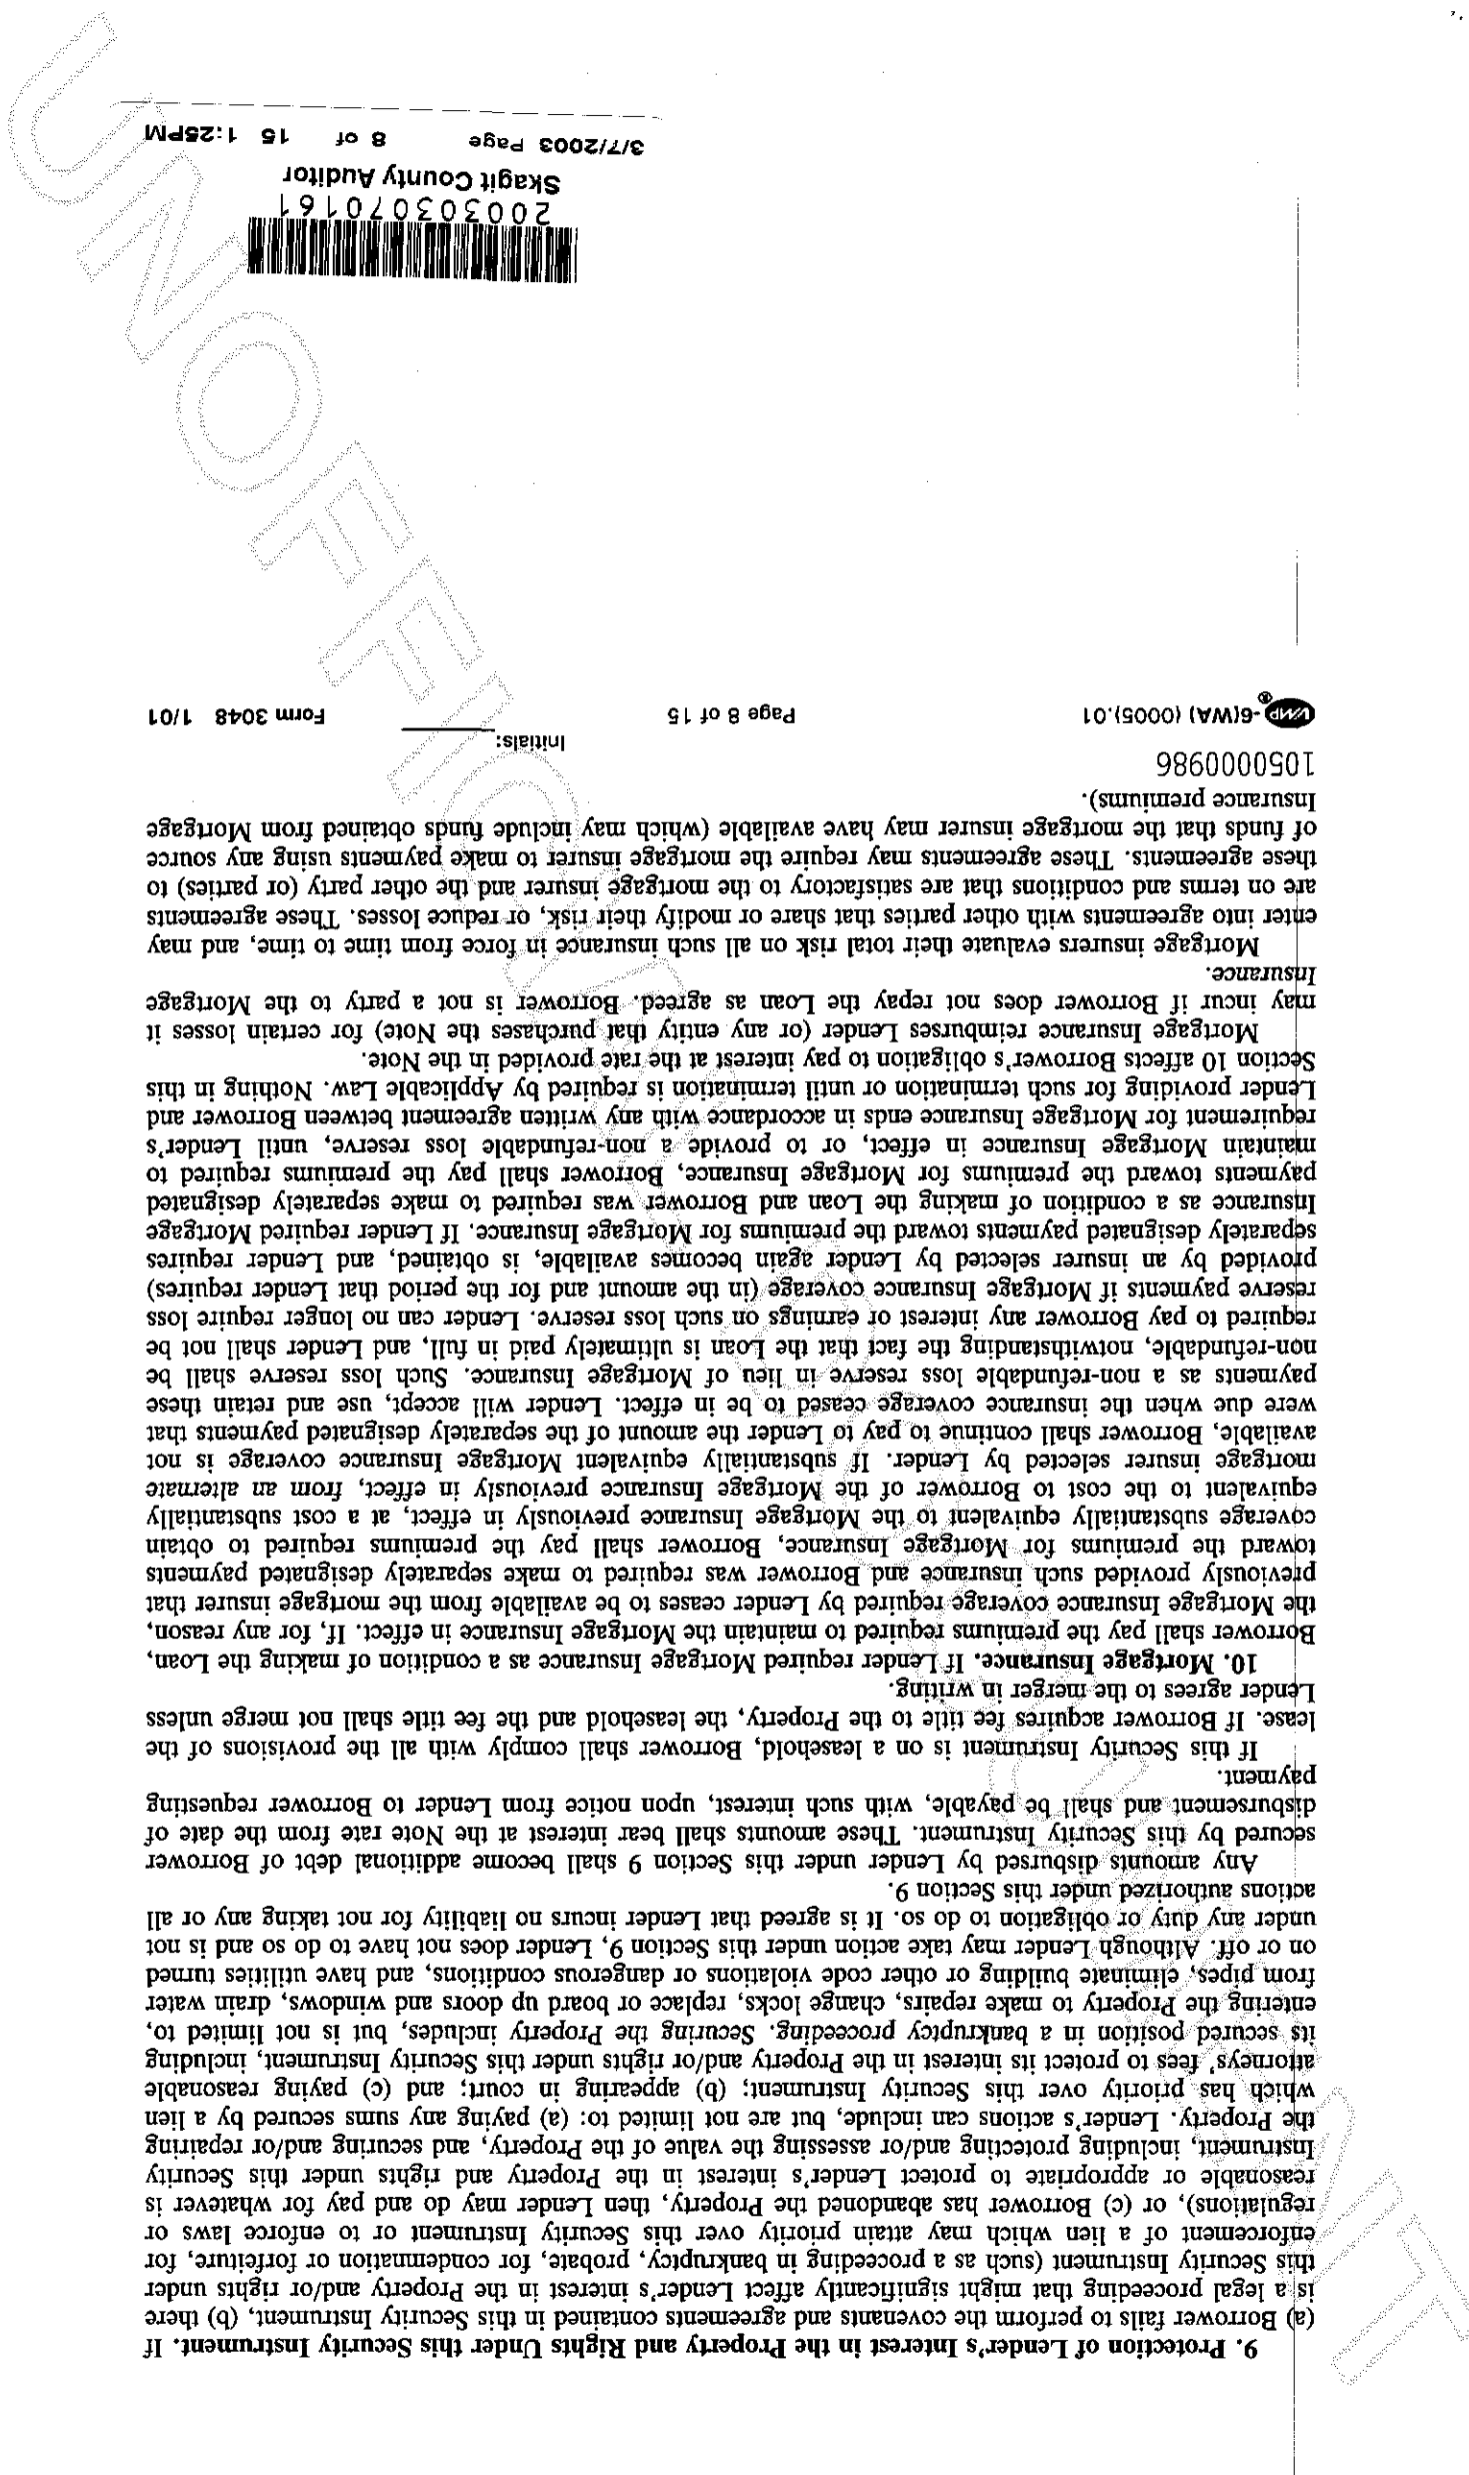 9. Protection of Lender's Interest in the Property and Rights Under this Security Instrument. If
(a) Borrower fails to perform the covenants and agreements contained in this Security Instrument, (b) there
is a legal proceeding that might significantly affect Lender's interest in the Property and/or rights under
this Security Instrument (such as a proceeding in bankruptcy, probate, for condemnation or forfeiture, for
enforcement of a lien which may attain priority over this Security Instrument or to enforce laws or
regulations), or (c) Borrower has abandoned the Property, then Lender may do and pay for whatever is
reasonable or appropriate to protect Lender's interest in the Property and rights under this Security
Instrument, including protecting and/or assessing the value of the Property, and securing and/or repairing
the Property. Lender's actions can include, but are not limited to: (a) paying any sums secured by a lien
which has priority over this Security Instrument; (b) appearing in court; and (c) paying reasonable
attorneys' fees to protect its interest in the Property and/or rights under this Security Instrument, including
its secured position in a bankruptcy proceeding. Securing the Property includes, but is not limited to,
entering the Property to make repairs, change locks, replace or board up doors and windows, drain water
from pipes, eliminate building or other code violations or dangerous conditions, and have utilities turned
on or off. Although Lender may take action under this Section 9, Lender does not have to do so and is not
under any duty or obligation to do so. It is agreed that Lender incurs no liability for not taking any or all
actions authorized under this Section 9.
Any amounts disbursed by Lender under this Section 9 shall become additional debt of Borrower
secured by this Security Instrument. These amounts shall bear interest at the Note rate from the date of
disbursement and shall be payable, with such interest, upon notice from Lender to Borrower requesting
payment.
If this Security Instrument is on a leasehold, Borrower shall comply with all the provisions of the
lease. If Borrower acquires fee title to the Property, the leasehold and the fee title shall not merge unless
Lender agrees to the merger in writing.
10. Mortgage Insurance. If Lender required Mortgage Insurance as a condition of making the Loan,
Borrower shall pay the premiums required to maintain the Mortgage Insurance in effect. If, for any reason,
the Mortgage Insurance coverage required by Lender ceases to be available from the mortgage insurer that
previously provided such insurance and Borrower was required to make separately designated payments
toward the premiums for Mortgage Insurance, Borrower shall pay the premiums required to obtain
coverage substantially equivalent to the Mortgage Insurance previously in effect, at a cost substantially
equivalent to the cost to Borrower of the Mortgage Insurance previously in effect, from an alternate
mortgage insurer selected by Lender. If substantially equivalent Mortgage Insurance coverage is not
available, Borrower shall continue to pay to Lender the amount of the separately designated payments that
were due when the insurance coverage ceased to be in effect. Lender will accept, use and retain these
payments as a non-refundable loss reserve in lieu of Mortgage Insurance. Such loss reserve shall be
non-refundable, notwithstanding the fact that the Loan is ultimately paid in full, and Lender shall not be
required to pay Borrower any interest or earnings on such loss reserve. Lender can no longer require loss
reserve payments if Mortgage Insurance coverage (in the amount and for the period that Lender requires)
provided by an insurer selected by Lender again becomes available, is obtained, and Lender requires
separately designated payments toward the premiums for Mortgage Insurance. If Lender required Mortgage
Insurance as a condition of making the Loan and Borrower was required to make separately designated
payments toward the premiums for Mortgage Insurance, Borrower shall pay the premiums required to
maintain Mortgage Insurance in effect, or to provide a non-refundable loss reserve, until Lender's
requirement for Mortgage Insurance ends in accordance with any written agreement between Borrower and
Lender providing for such termination or until termination is required by Applicable Law. Nothing in this
Section 10 affects Borrower's obligation to pay interest at the rate provided in the Note.
Mortgage Insurance reimburses Lender (or any entity that purchases the Note) for certain losses it
may incur if Borrower does not repay the Loan as agreed. Borrower is not a party to the Mortgage
Insurance.
Mortgage insurers evaluate their total risk on all such insurance in force from time to time, and may
enter into agreements with other parties that share or modify their risk, or reduce losses. These agreements
are on terms and conditions that are satisfactory to the mortgage insurer and the other party (or parties) to
these agreements. These agreements may require the mortgage insurer to make payments using any source
of funds that the mortgage insurer may have available (which may include funds obtained from Mortgage
Insurance premiums).
1050000986
Initials:
VMP®-6(WA) (0005).01 Page 8 of 15 Form 3048 1/01
200303070161
Skagit County Auditor
3/7/2003 Page 8 of 15 1:25PM
UNOFFICIAL DOCUMENT